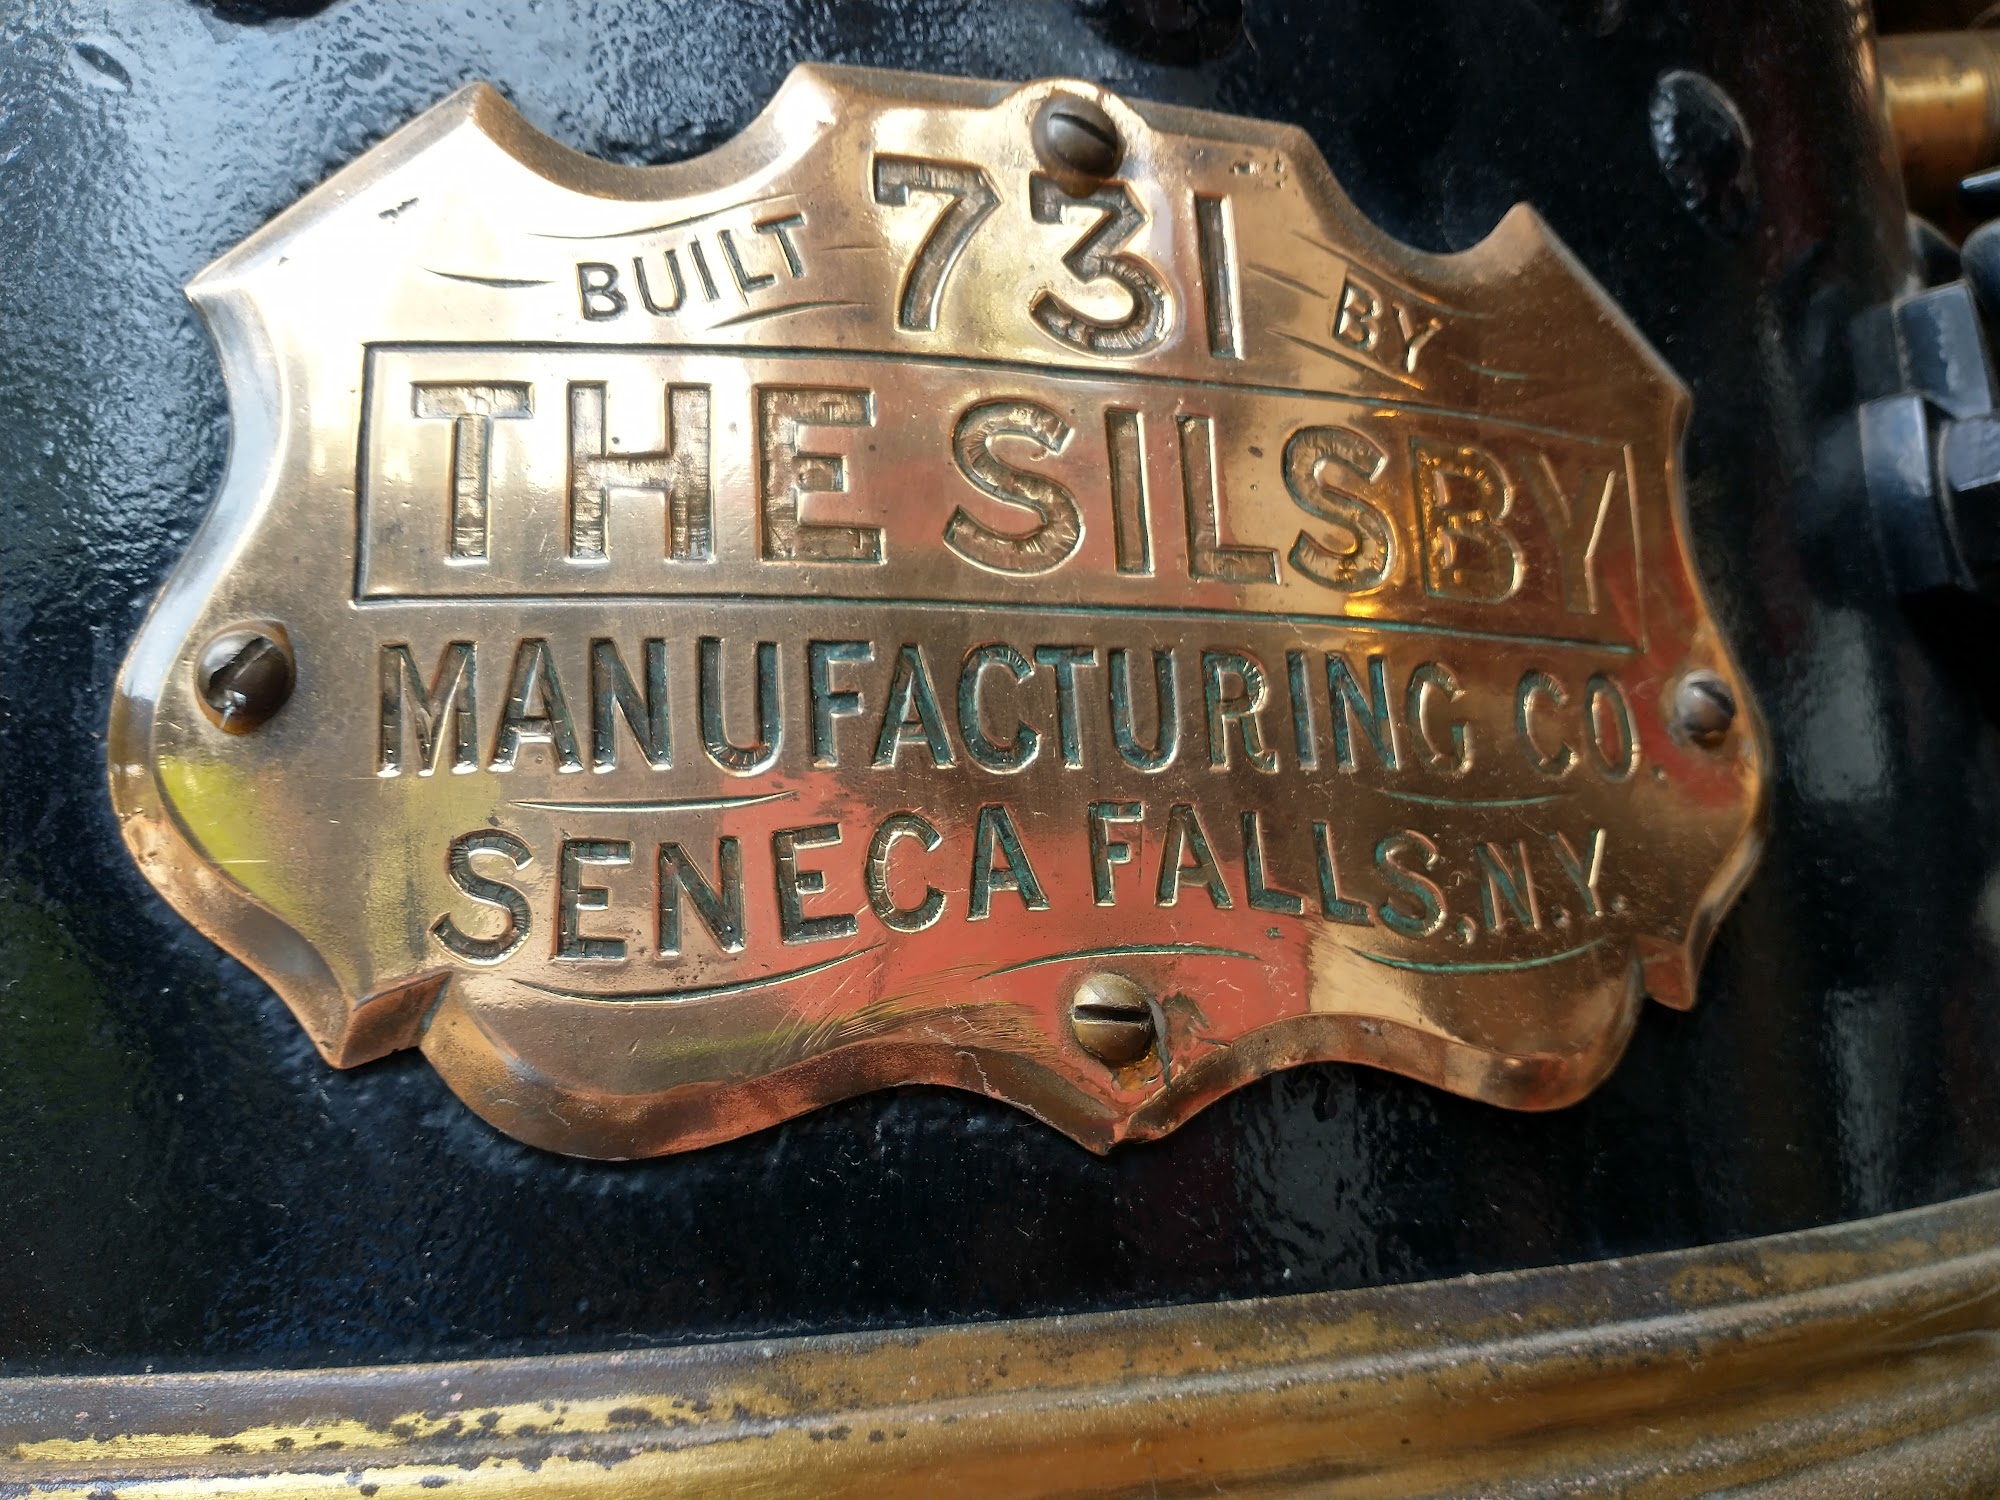 BUILT 731 BY
THE SILSBY
MANUFACTURING CO.
SENECA FALLS, N.Y.